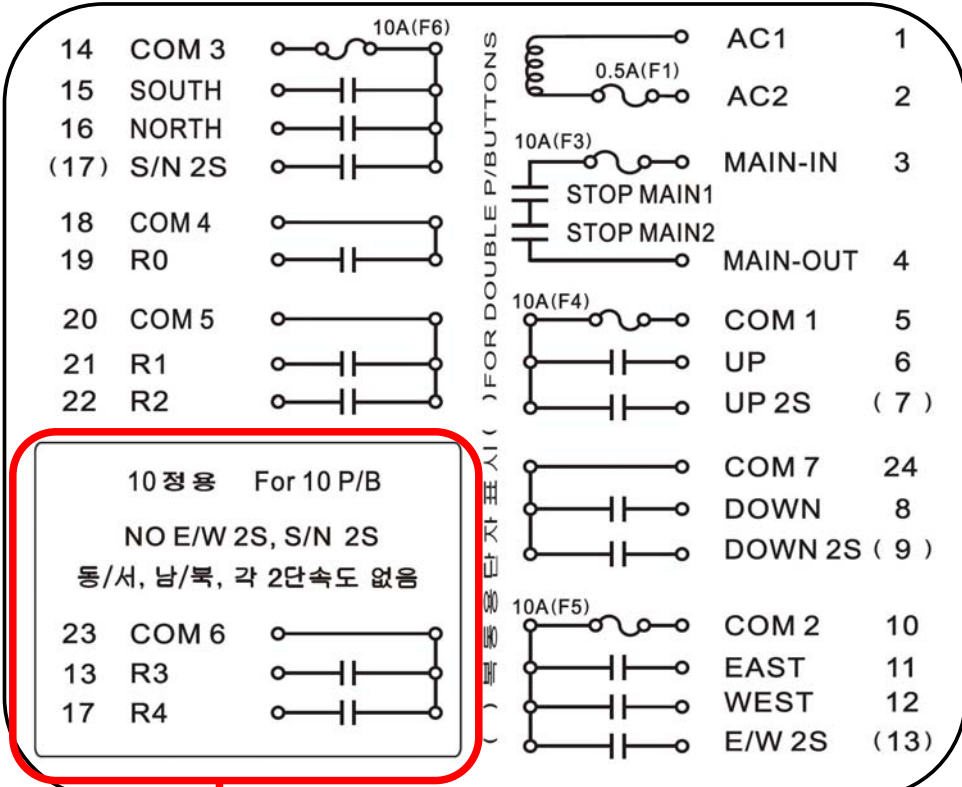 14 COM 3 10A(F6)
15 SOUTH
16 NORTH
(17) S/N 2S
18 COM 4
19 R0
20 COM 5
21 R1
22 R2
10정용 For 10 P/B
NO E/W 2S, S/N 2S
동/서, 남/북, 각 2단속도 없음
23 COM 6
13 R3
17 R4
단자표시( )FOR DOUBLE P/BUTTONS
AC1 1
0.5A(F1)
AC2 2
10A(F3)
MAIN-IN 3
STOP MAIN1
STOP MAIN2
MAIN-OUT 4
10A(F4)
COM 1 5
UP 6
UP 2S ( 7 )
COM 7 24
DOWN 8
DOWN 2S ( 9 )
10A(F5)
COM 2 10
EAST 11
WEST 12
E/W 2S (13)